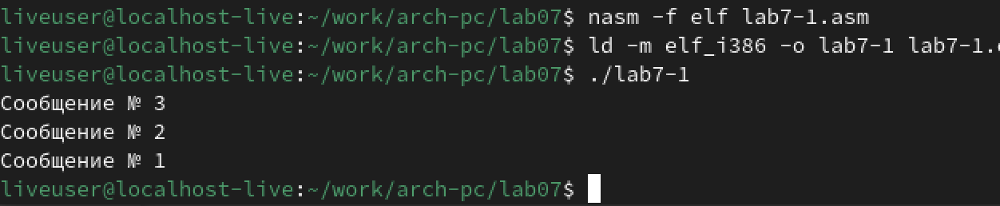 liveuser@localhost-live:~/work/arch-pc/lab07$ nasm -f elf lab7-1.asm
liveuser@localhost-live:~/work/arch-pc/lab07$ ld -m elf_i386 -o lab7-1 lab7-1.
liveuser@localhost-live:~/work/arch-pc/lab07$ ./lab7-1
Сообщение № 3
Сообщение № 2
Сообщение № 1
liveuser@localhost-live:~/work/arch-pc/lab07$